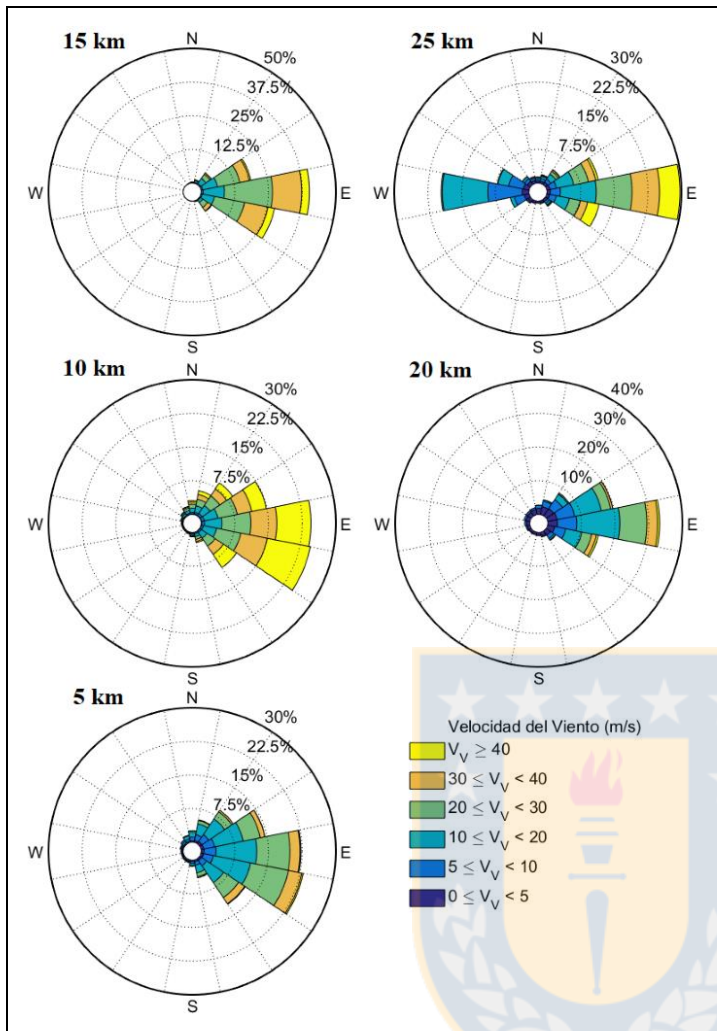 15 km
N
50%
37.5%
25%
12.5%
W
E
S
25 km
N
30%
22.5%
15%
7.5%
W
E
S
10 km
N
30%
22.5%
15%
7.5%
W
E
S
20 km
N
40%
30%
20%
10%
W
E
S
5 km
N
30%
22.5%
15%
7.5%
W
E
S
Velocidad del Viento (m/s)
V_V ≥ 40
30 ≤ V_V < 40
20 ≤ V_V < 30
10 ≤ V_V < 20
5 ≤ V_V < 10
0 ≤ V_V < 5